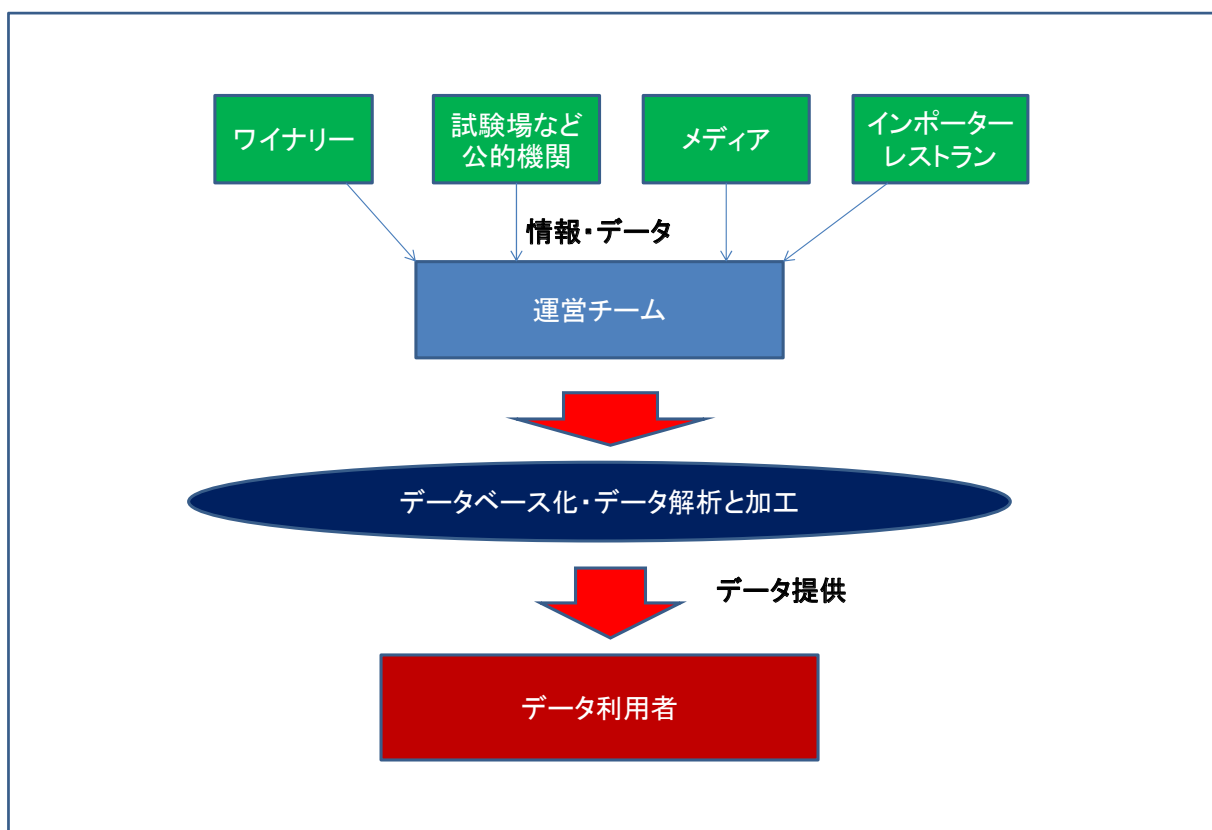 ワイナリー
試験場など
公的機関
メディア
インポーター
レストラン
情報・データ
運営チーム
データベース化・データ解析と加工
データ提供
データ利用者